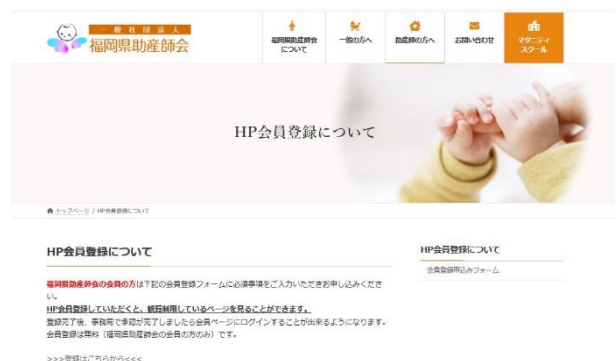 一般社団法人
福岡県助産師会
福岡県助産師会
について
一般の方へ
助産師の方へ
お問い合わせ
マタニティ
スクール
HP会員登録について
トップページ / HP会員登録について
HP会員登録について
福岡県助産師会の会員の方は下記の会員登録フォームに必須事項をご入力いただきお申し込みくださ
い。
HP会員登録していただくと、観覧制限しているページを見ることができます。
登録完了後、事務局で承認が完了しましたら会員ページにログインすることが出来るようになります。
会員登録は無料（福岡県助産師会の会員の方のみ）です。
>>>登録はこちらから<<<
HP会員登録について
会員登録申込みフォーム